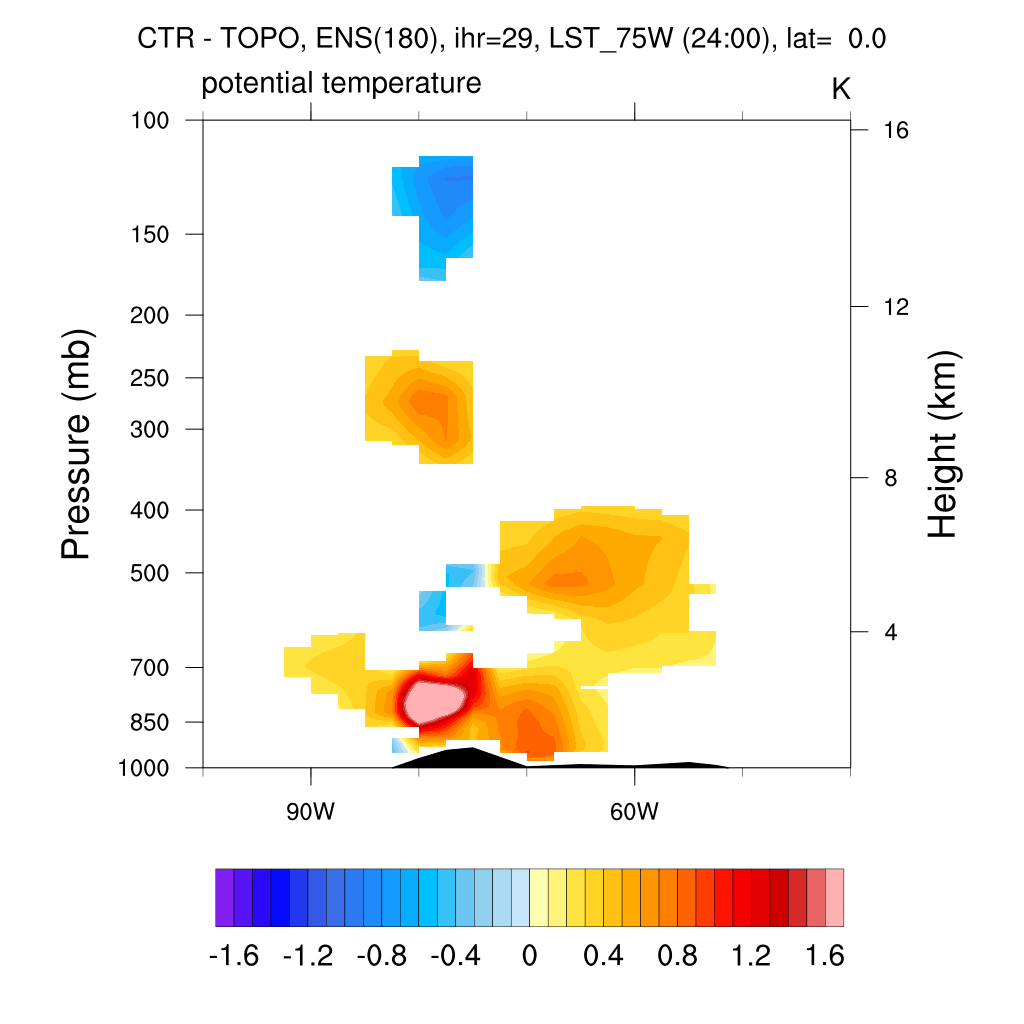 CTR - TOPO, ENS(180), ihr=29, LST_75W (24:00), lat=  0.0
potential temperature K
100
150
200
250
300
400
500
700
850
1000
Pressure (mb)
16
12
8
4
Height (km)
90W 60W
-1.6 -1.2 -0.8 -0.4 0 0.4 0.8 1.2 1.6